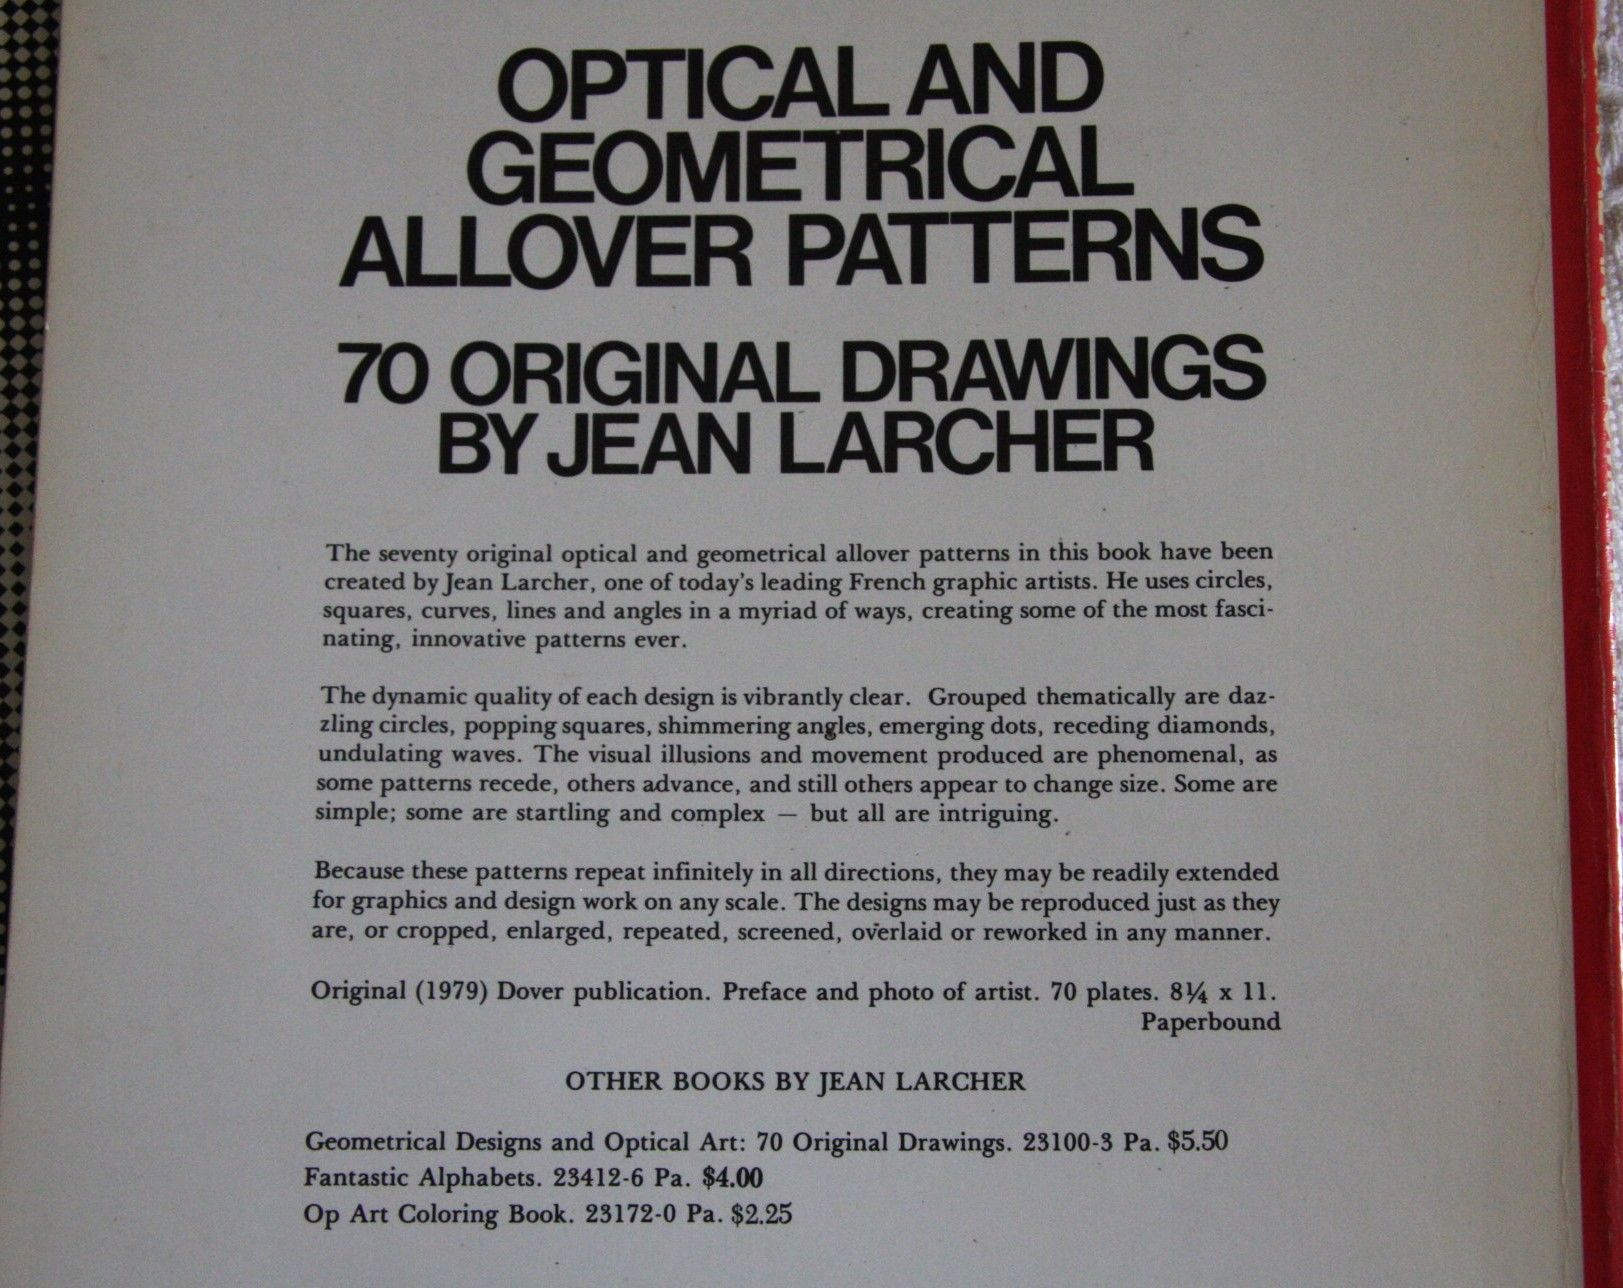 OPTICAL AND
GEOMETRICAL
ALLOVER PATTERNS
70 ORIGINAL DRAWINGS
BY JEAN LARCHER
The seventy original optical and geometrical allover patterns in this book have been
created by Jean Larcher, one of today's leading French graphic artists. He uses circles,
squares, curves, lines and angles in a myriad of ways, creating some of the most fasci-
nating, innovative patterns ever.
The dynamic quality of each design is vibrantly clear. Grouped thematically are daz-
zling circles, popping squares, shimmering angles, emerging dots, receding diamonds,
undulating waves. The visual illusions and movement produced are phenomenal, as
some patterns recede, others advance, and still others appear to change size. Some are
simple; some are startling and complex — but all are intriguing.
Because these patterns repeat infinitely in all directions, they may be readily extended
for graphics and design work on any scale. The designs may be reproduced just as they
are, or cropped, enlarged, repeated, screened, overlaid or reworked in any manner.
Original (1979) Dover publication. Preface and photo of artist. 70 plates. 8¼ x 11.
Paperbound
OTHER BOOKS BY JEAN LARCHER
Geometrical Designs and Optical Art: 70 Original Drawings. 23100-3 Pa. $5.50
Fantastic Alphabets. 23412-6 Pa. $4.00
Op Art Coloring Book. 23172-0 Pa. $2.25